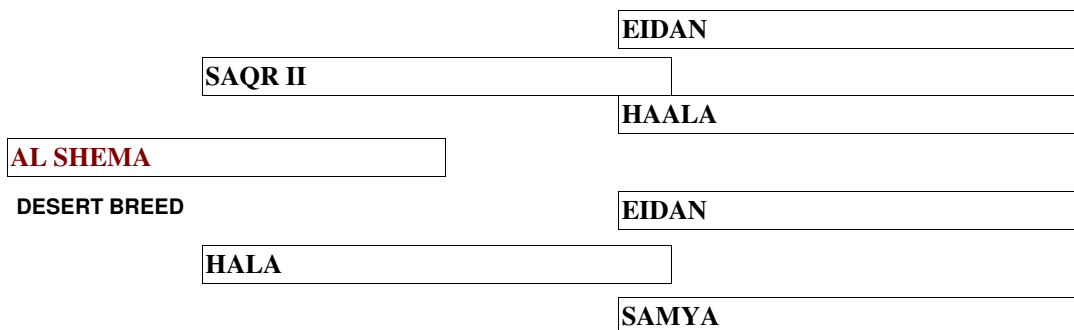 EIDAN
SAQR II
HAALA
AL SHEMA
DESERT BREED
EIDAN
HALA
SAMYA